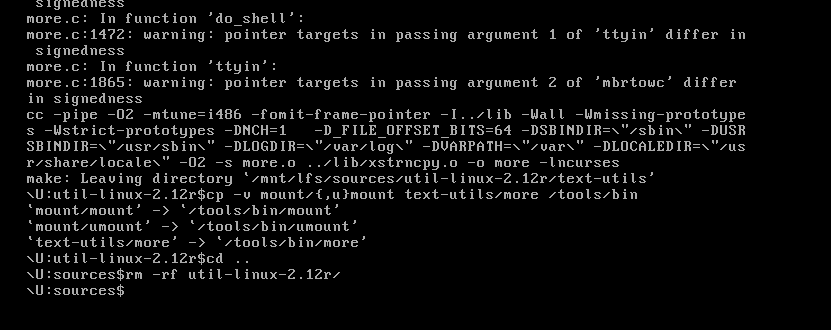 signedness
more.c: In function 'do_shell':
more.c:1472: warning: pointer targets in passing argument 1 of 'ttyin' differ in
 signedness
more.c: In function 'ttyin':
more.c:1865: warning: pointer targets in passing argument 2 of 'mbrtowc' differ
in signedness
cc -pipe -O2 -mtune=i486 -fomit-frame-pointer -I../lib -Wall -Wmissing-prototype
s -Wstrict-prototypes -DNCH=1   -D_FILE_OFFSET_BITS=64 -DSBINDIR=\"/sbin\" -DUSR
SBINDIR=\"/usr/sbin\" -DLOGDIR=\"/var/log\" -DVARPATH=\"/var\" -DLOCALEDIR=\"/us
r/share/locale\" -O2 -s more.o ../lib/xstrncpy.o -o more -lncurses
make: Leaving directory `/mnt/lfs/sources/util-linux-2.12r/text-utils'
\U:util-linux-2.12r$cp -v mount/{,u}mount text-utils/more /tools/bin
`mount/mount' -> `/tools/bin/mount'
`mount/umount' -> `/tools/bin/umount'
`text-utils/more' -> `/tools/bin/more'
\U:util-linux-2.12r$cd ..
\U:sources$rm -rf util-linux-2.12r/
\U:sources$